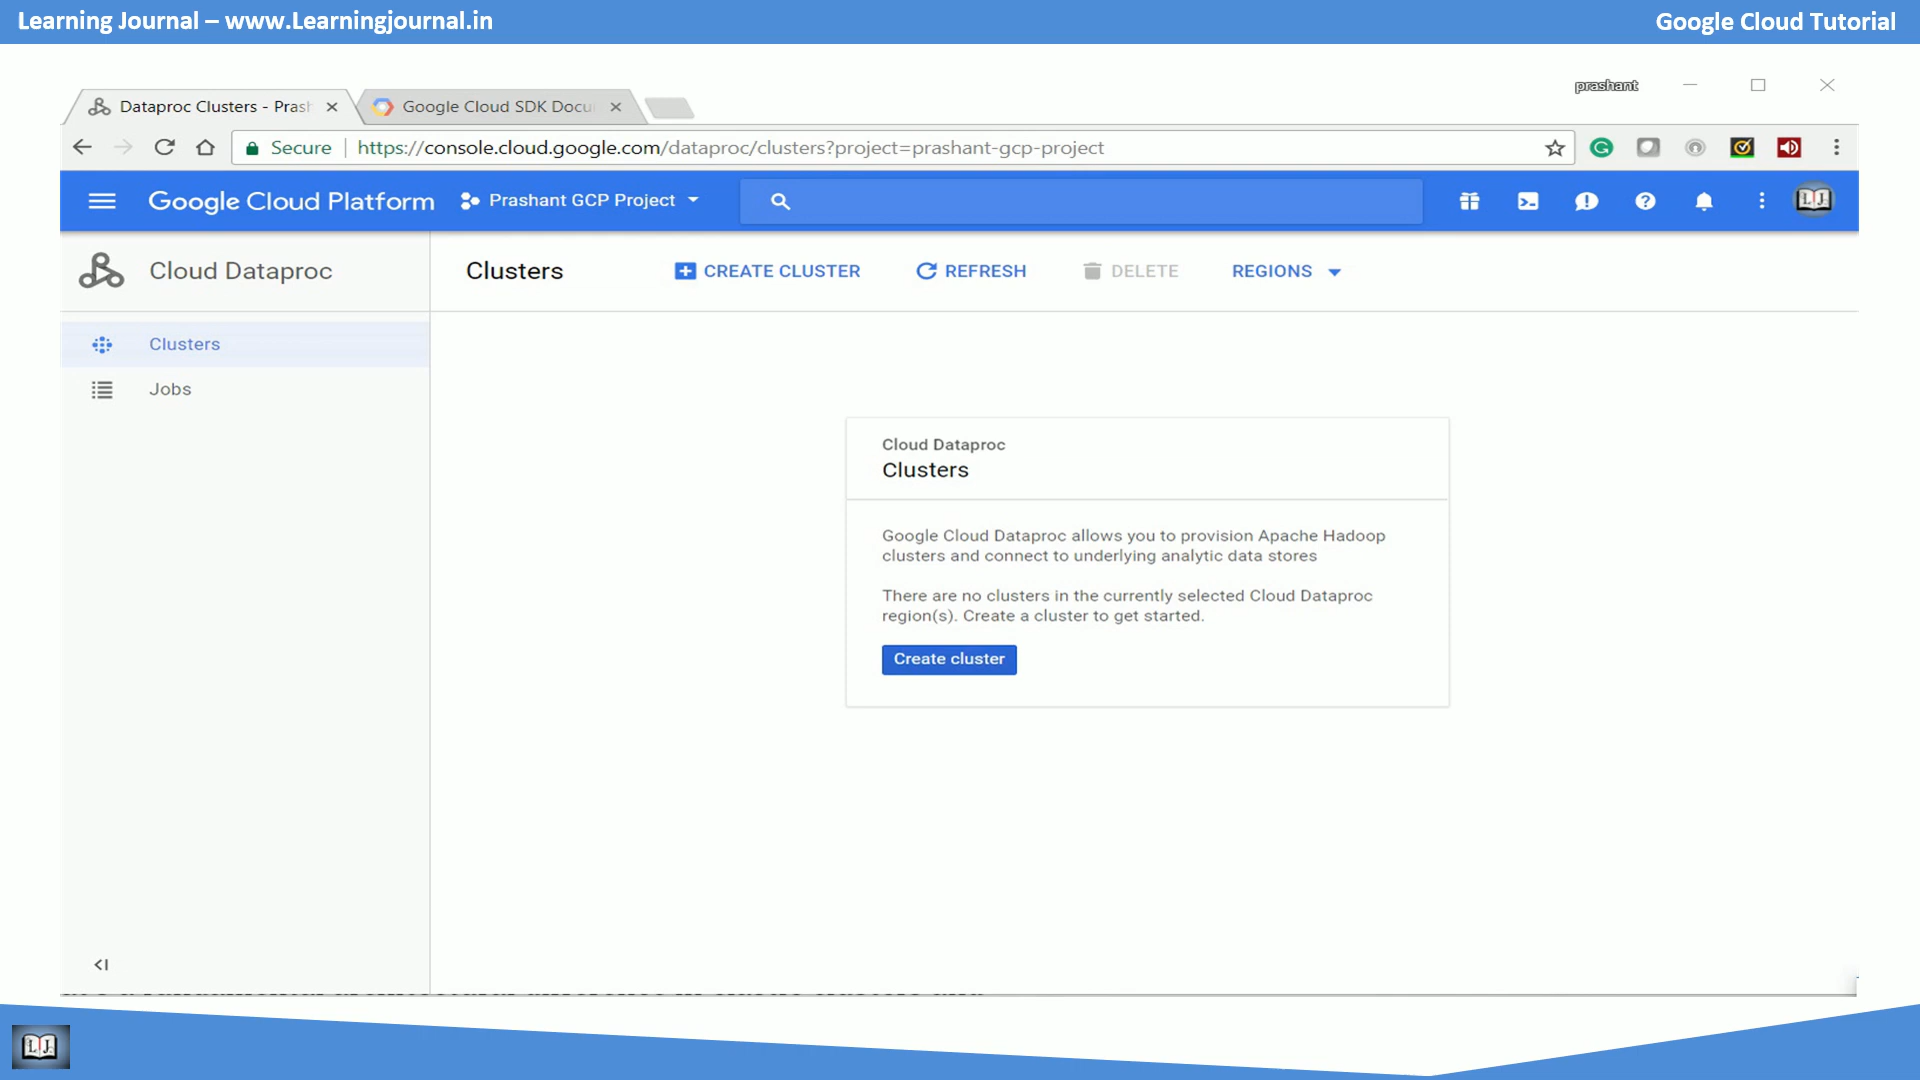 Learning Journal – www.Learningjournal.in
Google Cloud Tutorial
prashant
Dataproc Clusters - Pras
Google Cloud SDK Docu
Secure
https://console.cloud.google.com/dataproc/clusters?project=prashant-gcp-project
Google Cloud Platform
Prashant GCP Project
Cloud Dataproc
Clusters
CREATE CLUSTER
REFRESH
DELETE
REGIONS
Clusters
Jobs
Cloud Dataproc
Clusters
Google Cloud Dataproc allows you to provision Apache Hadoop
clusters and connect to underlying analytic data stores
There are no clusters in the currently selected Cloud Dataproc
region(s). Create a cluster to get started.
Create cluster
LJ